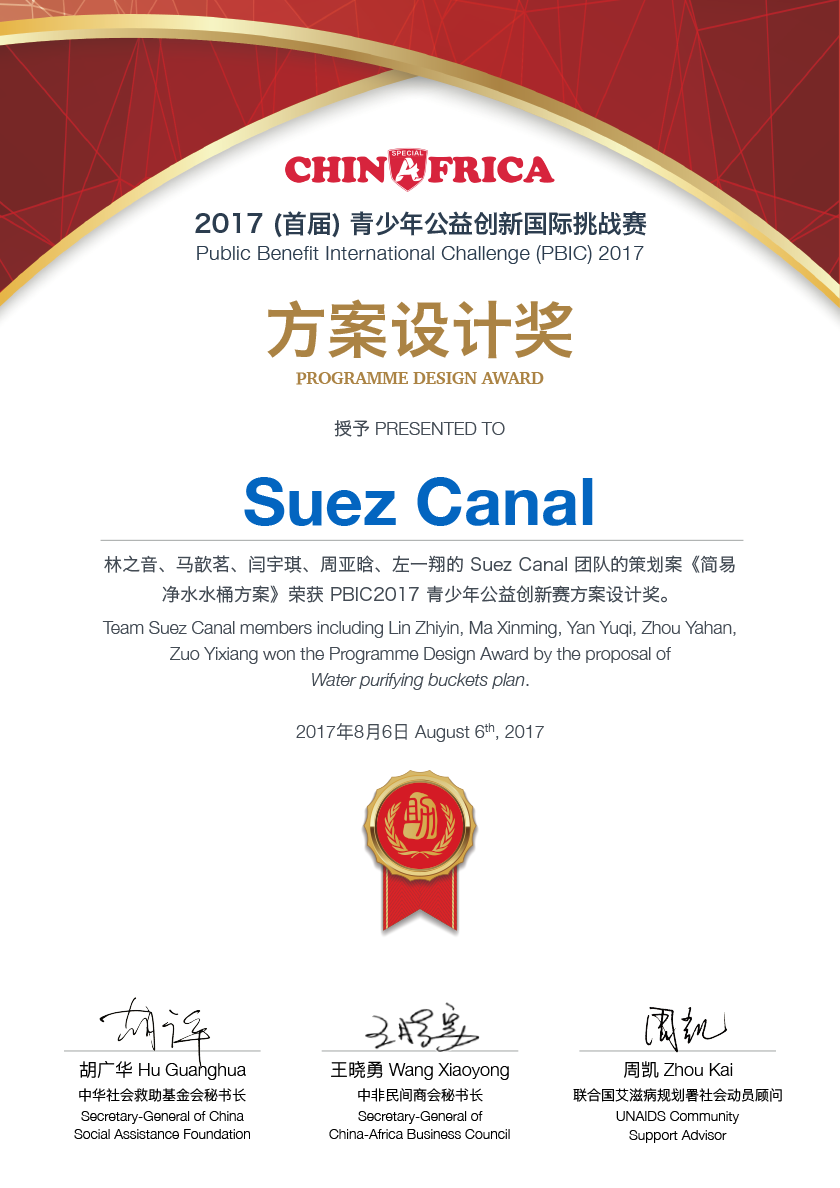 SPECIAL
CHINAFRICA
2017 (首届) 青少年公益创新国际挑战赛
Public Benefit International Challenge (PBIC) 2017
方案设计奖
PROGRAMME DESIGN AWARD
授予 PRESENTED TO
Suez Canal
林之音、马歆茗、闫宇琪、周亚晗、左一翔的 Suez Canal 团队的策划案《简易
净水水桶方案》荣获 PBIC2017 青少年公益创新赛方案设计奖。
Team Suez Canal members including Lin Zhiyin, Ma Xinming, Yan Yuqi, Zhou Yahan,
Zuo Yixiang won the Programme Design Award by the proposal of
Water purifying buckets plan.
2017年8月6日 August 6th, 2017
胡广华 Hu Guanghua
中华社会救助基金会秘书长
Secretary-General of China
Social Assistance Foundation
王晓勇 Wang Xiaoyong
中非民间商会秘书长
Secretary-General of
China-Africa Business Council
周凯 Zhou Kai
联合国艾滋病规划署社会动员顾问
UNAIDS Community
Support Advisor